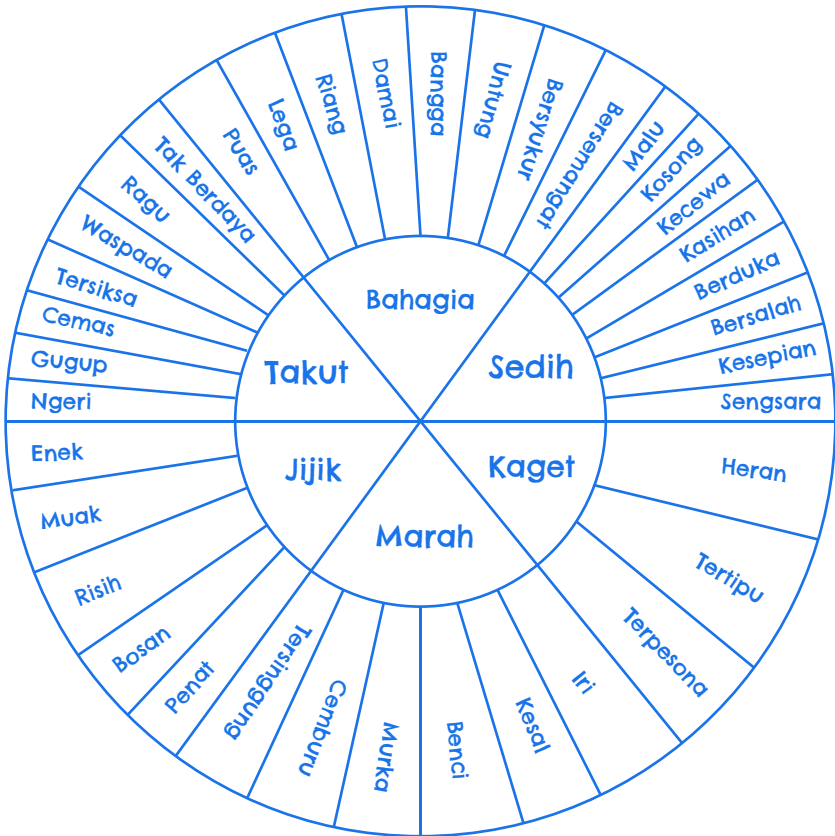 Bahagia
Sedih
Kaget
Marah
Jijik
Takut
Puas
Lega
Riang
Damai
Bangga
Untung
Bersyukur
Bersemangat
Malu
Kosong
Kecewa
Kasihan
Berduka
Bersalah
Kesepian
Sengsara
Heran
Tertipu
Terpesona
Iri
Kesal
Benci
Murka
Cemburu
Tersinggung
Penat
Bosan
Risih
Muak
Enek
Ngeri
Gugup
Cemas
Tersiksa
Waspada
Ragu
Tak Berdaya